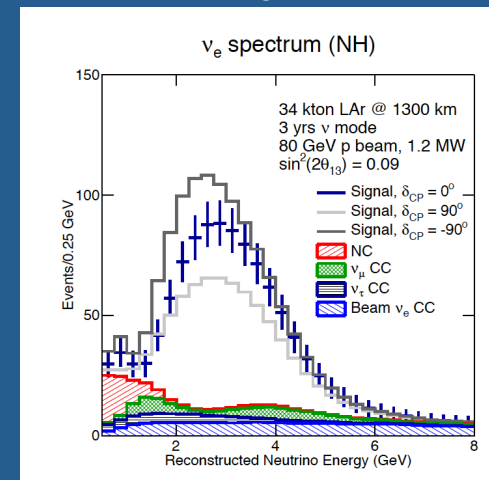 νe spectrum (NH)
150
34 kton LAr @ 1300 km
3 yrs ν mode
80 GeV p beam, 1.2 MW
sin²(2θ₁₃) = 0.09
Signal, δCP = 0°
Signal, δCP = 90°
Signal, δCP = -90°
NC
νμ CC
ντ CC
Beam νe CC
100
Events/0.25 GeV
50
0
2 4 6 8
Reconstructed Neutrino Energy (GeV)